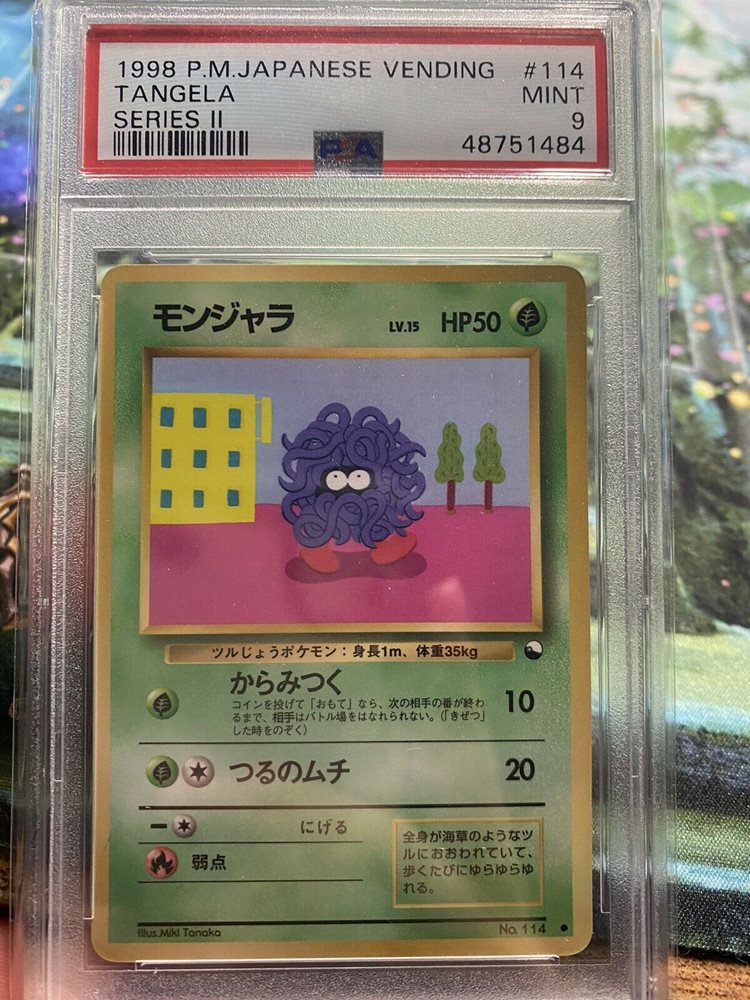 1998 P.M.JAPANESE VENDING #114
TANGELA MINT
SERIES II 9
PSA 48751484
モンジャラ LV.15 HP50
ツルじょうポケモン：身長1m、体重35kg
からみつく 10
コインを投げて「おもて」なら、次の相手の番が終わ
るまで、相手はバトル場をはなれられない。（「きぜつ」
した時をのぞく）
つるのムチ 20
にげる
弱点
全身が海草のようなツ
ルにおおわれていて、
歩くたびにゆらゆらゆ
れる。
Illus.Miki Tanaka No. 114